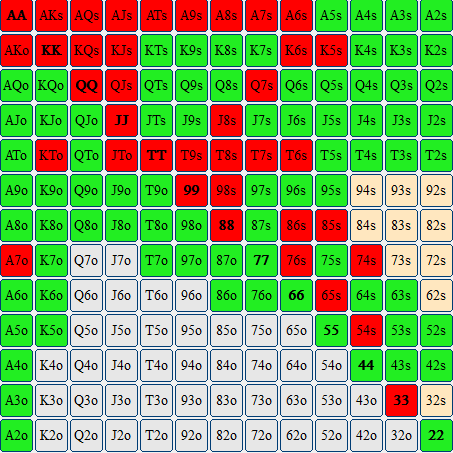 AA AKs AQs AJs ATs A9s A8s A7s A6s A5s A4s A3s A2s
AKo KK KQs KJs KTs K9s K8s K7s K6s K5s K4s K3s K2s
AQo KQo QQ QJs QTs Q9s Q8s Q7s Q6s Q5s Q4s Q3s Q2s
AJo KJo QJo JJ JTs J9s J8s J7s J6s J5s J4s J3s J2s
ATo KTo QTo JTo TT T9s T8s T7s T6s T5s T4s T3s T2s
A9o K9o Q9o J9o T9o 99 98s 97s 96s 95s 94s 93s 92s
A8o K8o Q8o J8o T8o 98o 88 87s 86s 85s 84s 83s 82s
A7o K7o Q7o J7o T7o 97o 87o 77 76s 75s 74s 73s 72s
A6o K6o Q6o J6o T6o 96o 86o 76o 66 65s 64s 63s 62s
A5o K5o Q5o J5o T5o 95o 85o 75o 65o 55 54s 53s 52s
A4o K4o Q4o J4o T4o 94o 84o 74o 64o 54o 44 43s 42s
A3o K3o Q3o J3o T3o 93o 83o 73o 63o 53o 43o 33 32s
A2o K2o Q2o J2o T2o 92o 82o 72o 62o 52o 42o 32o 22